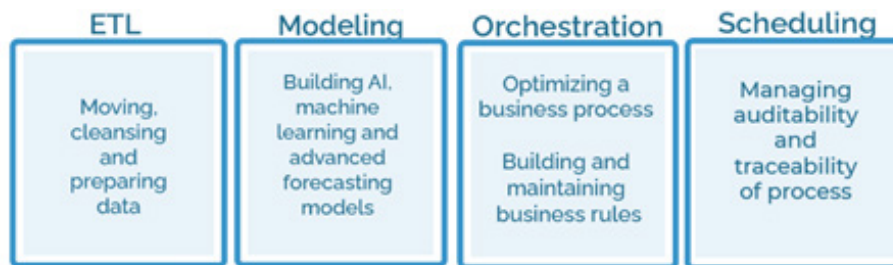 ETL
Moving,
cleansing
and
preparing
data
Modeling
Building AI,
machine
learning and
advanced
forecasting
models
Orchestration
Optimizing a
business process
Building and
maintaining
business rules
Scheduling
Managing
auditability
and
traceability
of process